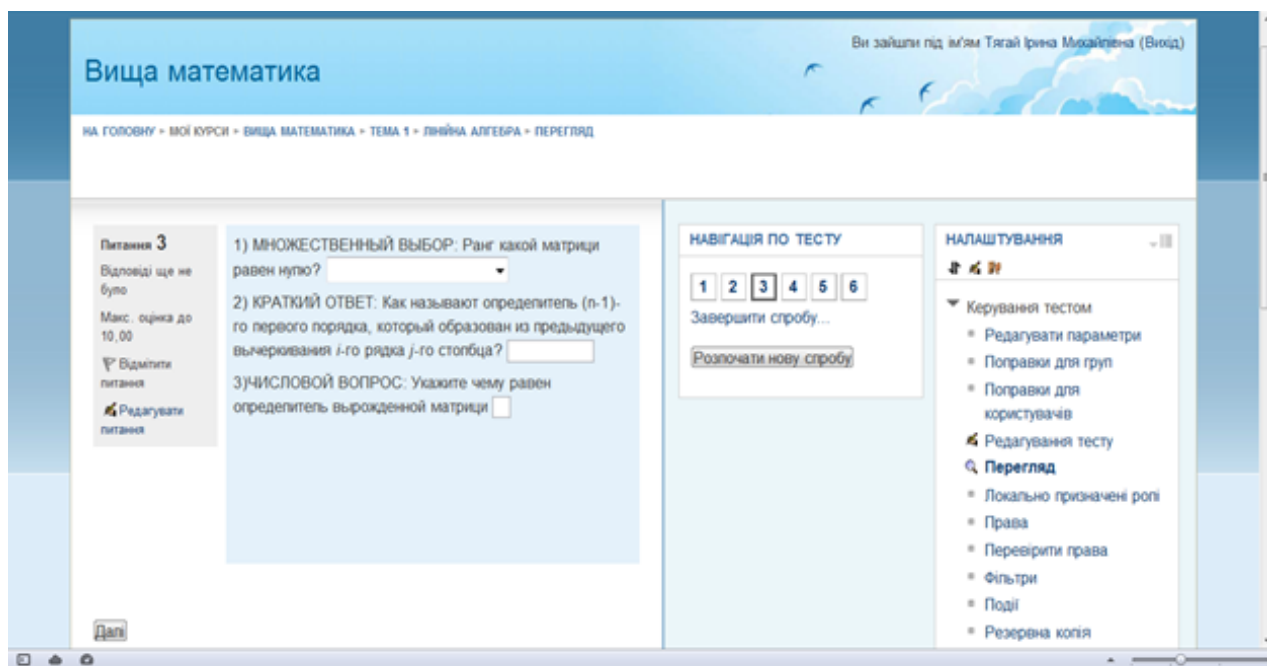 Ви зайшли під ім'ям Тягай Ірина Михайлівна (Вихід)
Вища математика
НА ГОЛОВНУ ► МОЇ КУРСИ ► ВИЩА МАТЕМАТИКА ► ТЕМА 1 ► ЛІНІЙНА АЛГЕБРА ► ПЕРЕГЛЯД
Питання 3
Відповіді ще не
було
Макс. оцінка до
10,00
Відмітити
питання
Редагувати
питання
1) МНОЖЕСТВЕННЫЙ ВЫБОР: Ранг какой матрицы
равен нулю?
2) КРАТКИЙ ОТВЕТ: Как называют определитель (n-1)-
го первого порядка, который образован из предыдущего
вычеркивания i-го рядка j-го столбца?
3)ЧИСЛОВОЙ ВОПРОС: Укажите чему равен
определитель вырожденной матрицы
Далі
НАВІГАЦІЯ ПО ТЕСТУ
1 2 3 4 5 6
Завершити спробу...
Розпочати нову спробу
НАЛАШТУВАННЯ
Керування тестом
Редагувати параметри
Поправки для груп
Поправки для
користувачів
Редагування тесту
Перегляд
Локально призначені ролі
Права
Перевірити права
Фільтри
Події
Резервна копія